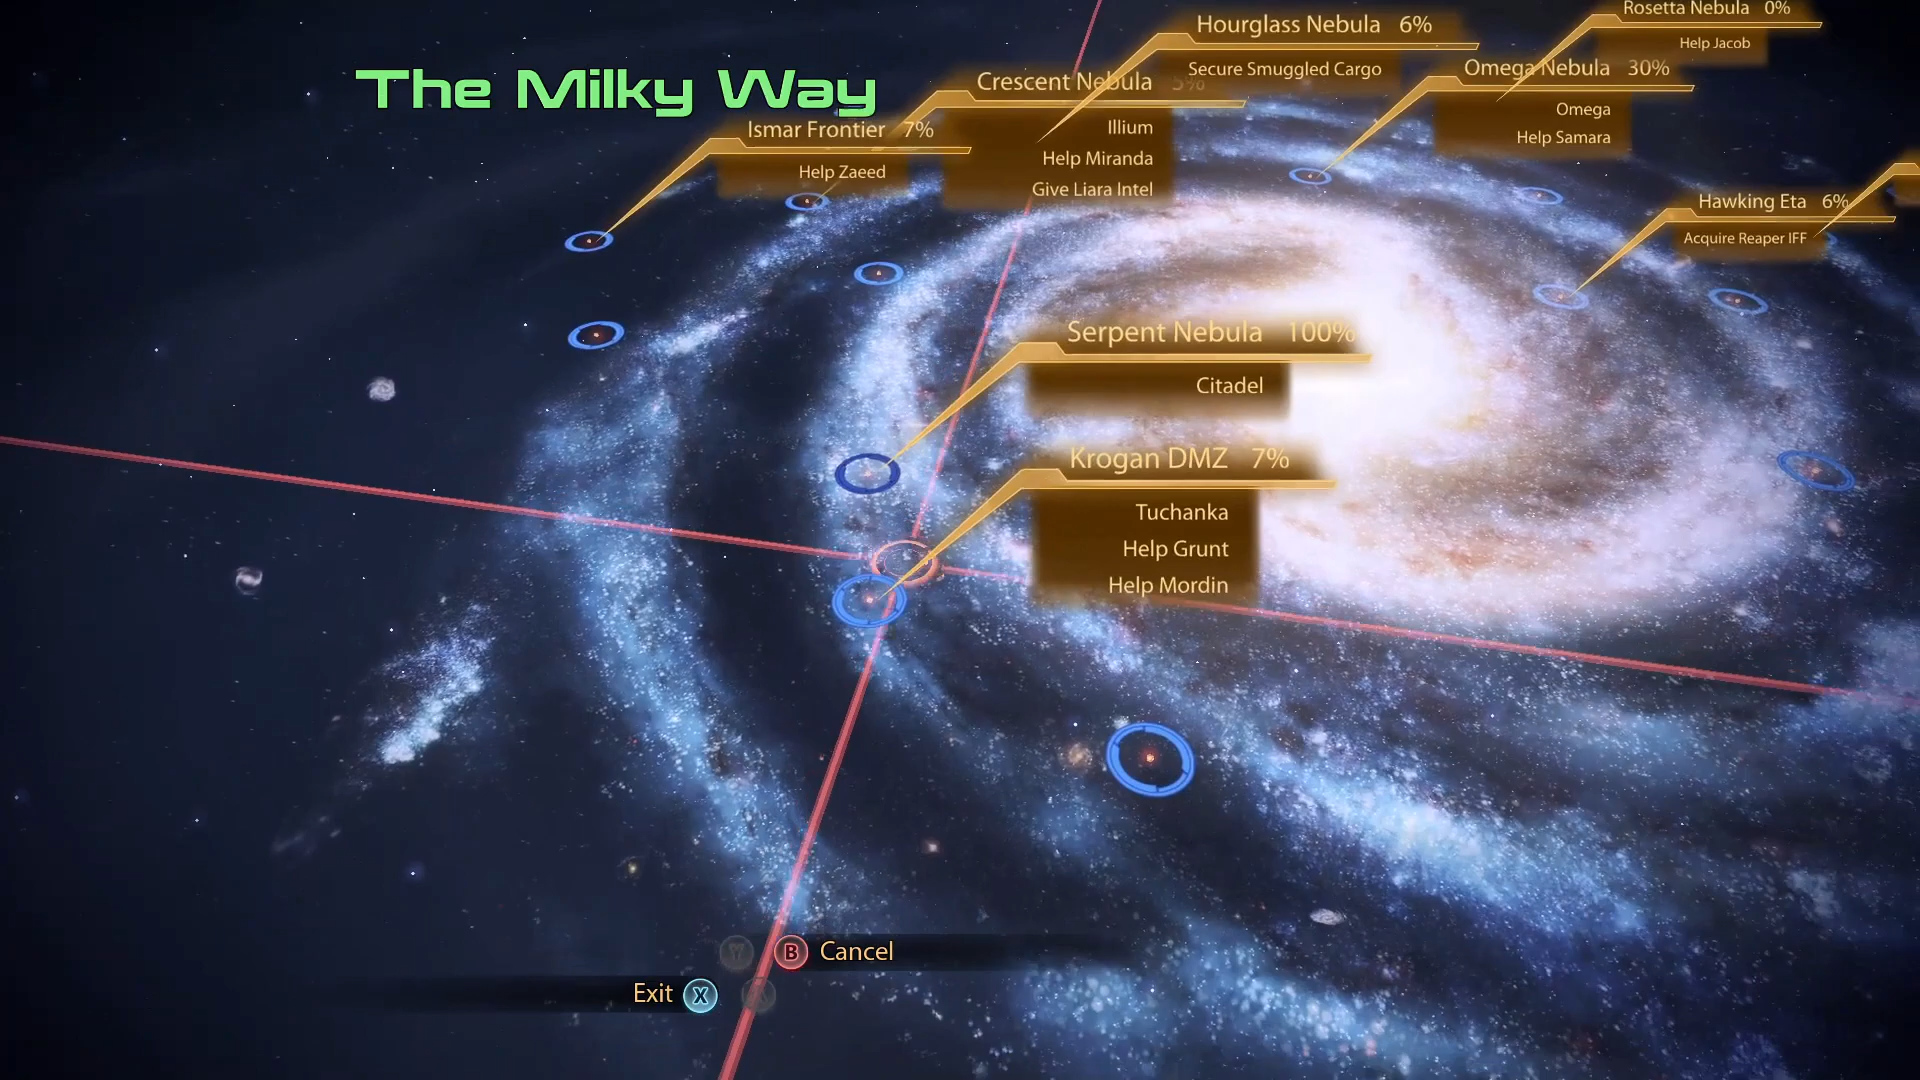 Rosetta Nebula 0%
Help Jacob
Hourglass Nebula 6%
Secure Smuggled Cargo
Omega Nebula 30%
Omega
Help Samara
The Milky Way
Crescent Nebula 5%
Illium
Help Miranda
Give Liara Intel
Ismar Frontier 7%
Help Zaeed
Hawking Eta 6%
Acquire Reaper IFF
Serpent Nebula 100%
Citadel
Krogan DMZ 7%
Tuchanka
Help Grunt
Help Mordin
Y
B Cancel
Exit X
A